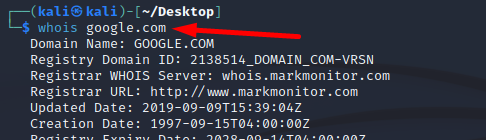 (kali㉿kali)-[~/Desktop]
$ whois google.com
Domain Name: GOOGLE.COM
Registry Domain ID: 2138514_DOMAIN_COM-VRSN
Registrar WHOIS Server: whois.markmonitor.com
Registrar URL: http://www.markmonitor.com
Updated Date: 2019-09-09T15:39:04Z
Creation Date: 1997-09-15T04:00:00Z
Registry Expiry Date: 2028-09-14T04:00:00Z